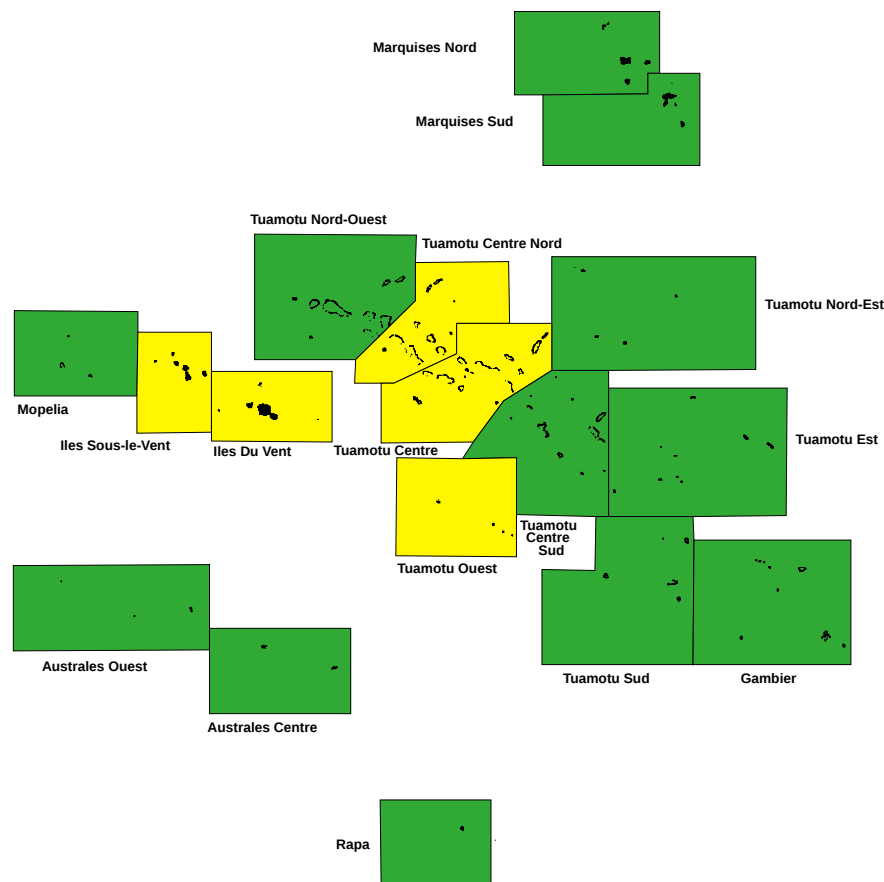 Marquises Nord
Marquises Sud
Tuamotu Nord-Ouest
Tuamotu Centre Nord
Tuamotu Nord-Est
Mopelia
Iles Sous-le-Vent
Iles Du Vent
Tuamotu Centre
Tuamotu Est
Tuamotu
Centre
Sud
Tuamotu Ouest
Australes Ouest
Tuamotu Sud
Gambier
Australes Centre
Rapa